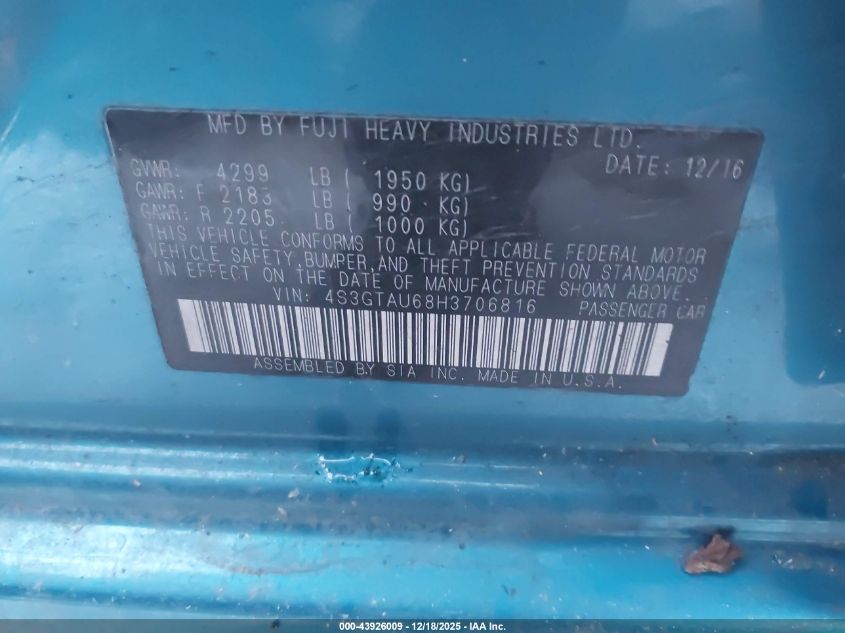 MFD BY FUJI HEAVY INDUSTRIES LTD.
DATE: 12/16
GVWR: 4299 LB ( 1950 KG)
GAWR: F 2183 LB ( 990 KG)
GAWR: R 2205 LB ( 1000 KG)
THIS VEHICLE CONFORMS TO ALL APPLICABLE FEDERAL MOTOR
VEHICLE SAFETY, BUMPER, AND THEFT PREVENTION STANDARDS
IN EFFECT ON THE DATE OF MANUFACTURE SHOWN ABOVE.
VIN: 4S3GTAU68H3706816 PASSENGER CAR
ASSEMBLED BY SIA INC. MADE IN U.S.A.
000-43926009 - 12/18/2025 - IAA Inc.